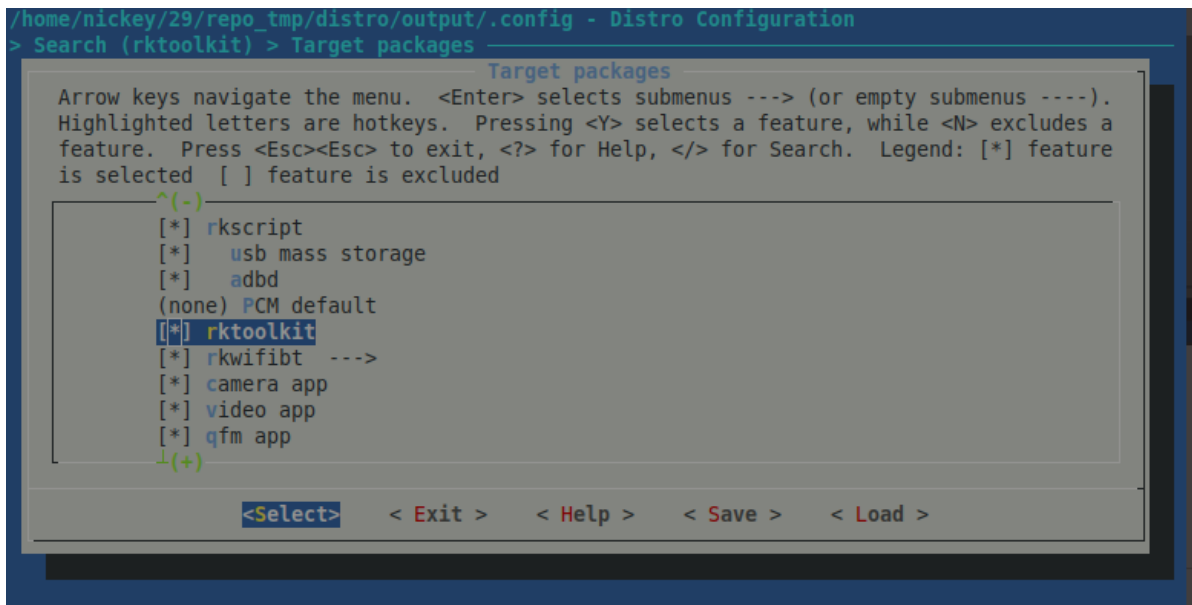 /home/nickey/29/repo_tmp/distro/output/.config - Distro Configuration
> Search (rktoolkit) > Target packages
Target packages
Arrow keys navigate the menu.  <Enter> selects submenus ---> (or empty submenus ----).
Highlighted letters are hotkeys.  Pressing <Y> selects a feature, while <N> excludes a
feature.  Press <Esc><Esc> to exit, <?> for Help, </> for Search.  Legend: [*] feature
is selected  [ ] feature is excluded
^(-)
[*] rkscript
[*]   usb mass storage
[*]   adbd
(none) PCM default
[*] rktoolkit
[*] rkwifibt  --->
[*] camera app
[*] video app
[*] qfm app
┴(+)
<Select>    < Exit >    < Help >    < Save >    < Load >